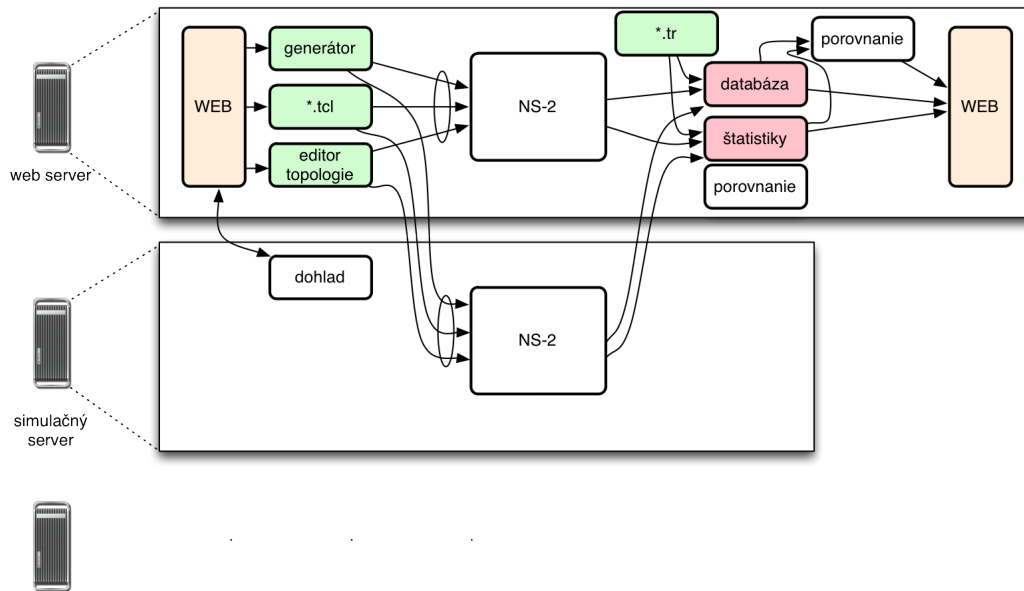 *.tr
porovnanie
generátor
WEB
*.tcl
NS-2
databáza
WEB
štatistiky
editor
topologie
porovnanie
web server
dohlad
NS-2
simulačný
server
. . .